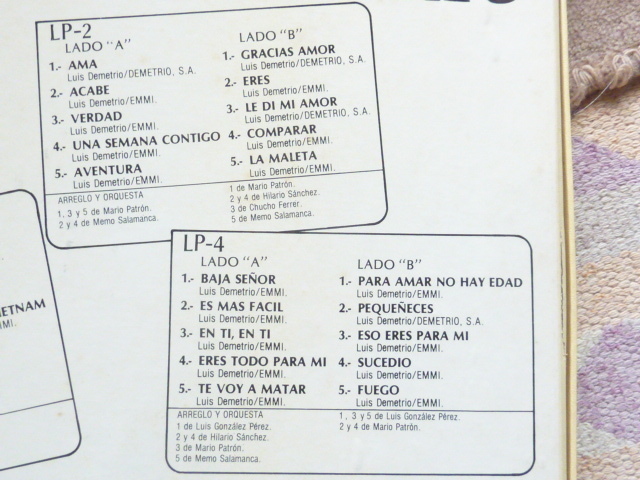 LP-2
LADO "A"
1.- AMA
Luis Demetrio/DEMETRIO, S.A.
2.- ACABE
Luis Demetrio/EMMI.
3.- VERDAD
Luis Demetrio/EMMI.
4.- UNA SEMANA CONTIGO
Luis Demetrio/EMMI.
5.- AVENTURA
Luis Demetrio/EMMI.
ARREGLO Y ORQUESTA
1, 3 y 5 de Mario Patrón.
2 y 4 de Memo Salamanca.
LADO "B"
1.- GRACIAS AMOR
Luis Demetrio/DEMETRIO, S.A.
2.- ERES
Luis Demetrio/EMMI.
3.- LE DI MI AMOR
Luis Demetrio/DEMETRIO, S.A.
4.- COMPARAR
Luis Demetrio/EMMI.
5.- LA MALETA
Luis Demetrio/EMMI.
1 de Mario Patrón.
2 y 4 de Hilario Sánchez.
3 de Chucho Ferrer.
5 de Memo Salamanca.
IETNAM
MI.
LP-4
LADO "A"
1.- BAJA SEÑOR
Luis Demetrio/EMMI.
2.- ES MAS FACIL
Luis Demetrio/EMMI.
3.- EN TI, EN TI
Luis Demetrio/EMMI.
4.- ERES TODO PARA MI
Luis Demetrio/EMMI.
5.- TE VOY A MATAR
Luis Demetrio/EMMI.
ARREGLO Y ORQUESTA
1 de Luis González Pérez.
2 y 4 de Hilario Sánchez.
3 de Mario Patrón.
5 de Memo Salamanca.
LADO "B"
1.- PARA AMAR NO HAY EDAD
Luis Demetrio/EMMI.
2.- PEQUEÑECES
Luis Demetrio/DEMETRIO, S.A.
3.- ESO ERES PARA MI
Luis Demetrio/EMMI.
4.- SUCEDIO
Luis Demetrio/EMMI.
5.- FUEGO
Luis Demetrio/EMMI.
1, 3 y 5 de Luis González Pérez.
2 y 4 de Mario Patrón.